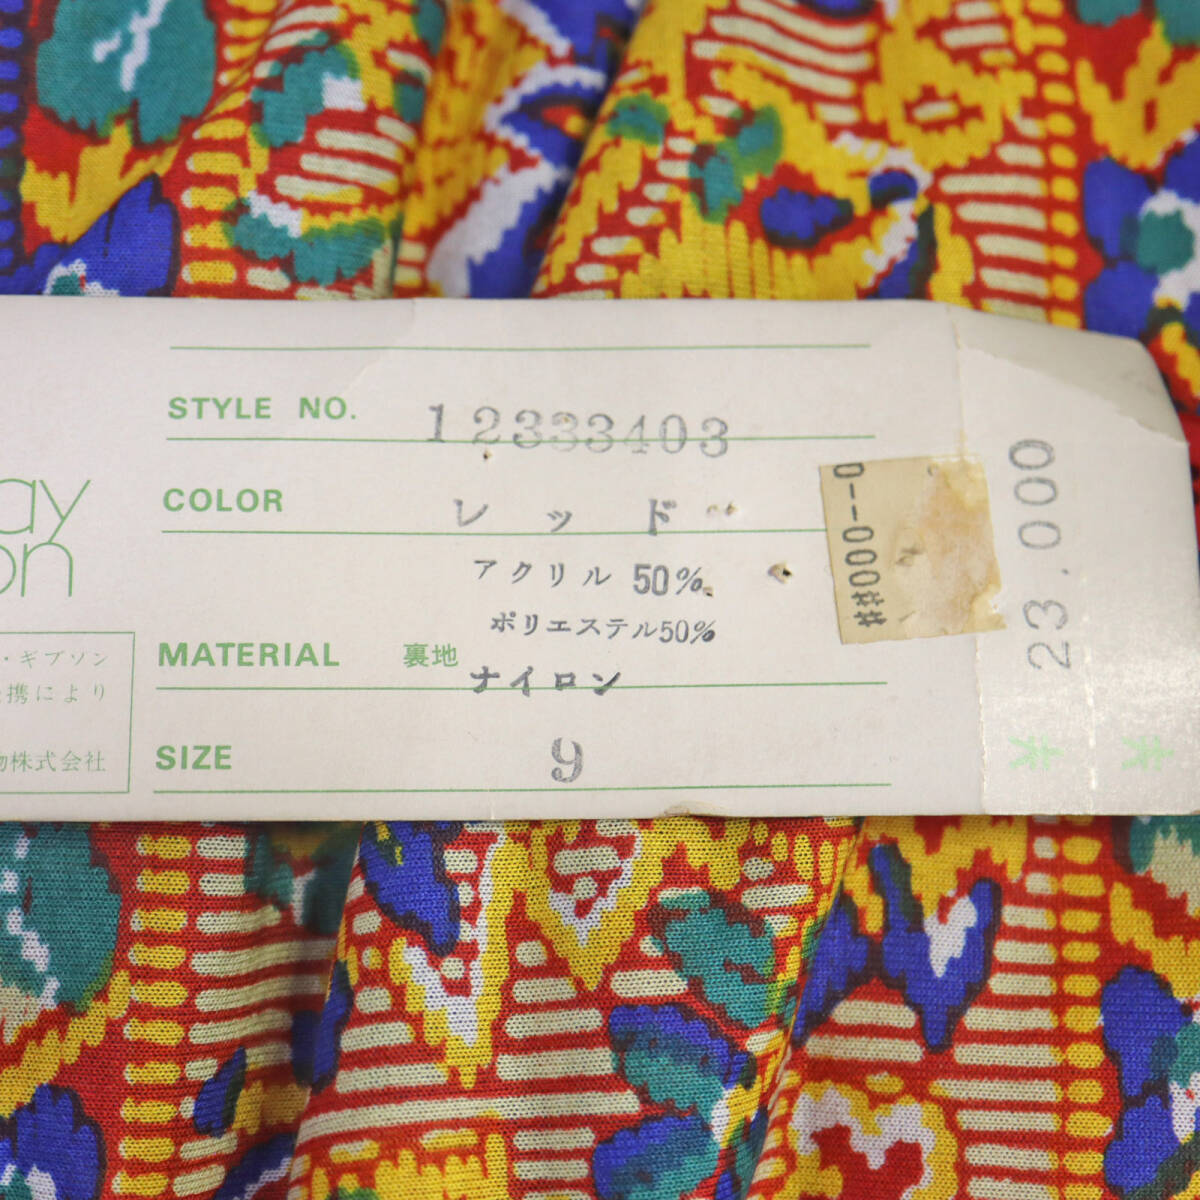 STYLE NO. 12333403
COLOR レッド
アクリル 50%
ポリエステル50%
MATERIAL 裏地
ナイロン
SIZE 9
ay
on
・ギブソン
携により
物株式会社
##000-0
23.000